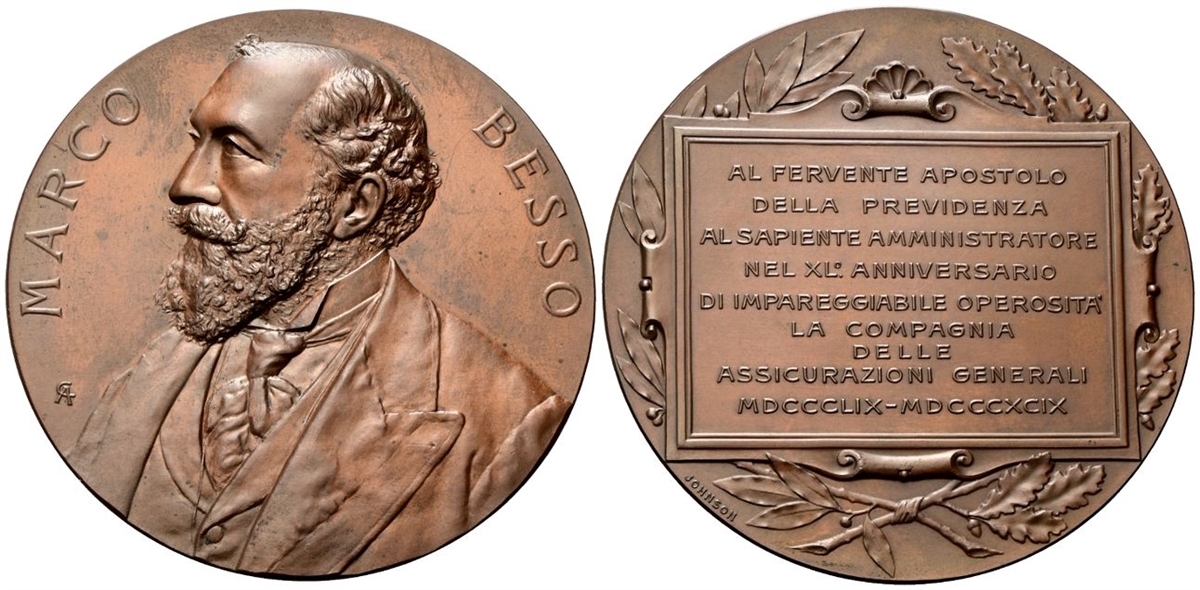 MARCO BESSO
AL FERVENTE APOSTOLO
DELLA PREVIDENZA
AL SAPIENTE AMMINISTRATORE
NEL XL.º ANNIVERSARIO
DI IMPAREGGIABILE OPEROSITÀ
LA COMPAGNIA
DELLE
ASSICURAZIONI GENERALI
MDCCCLIX-MDCCCXCIX
JOHNSON